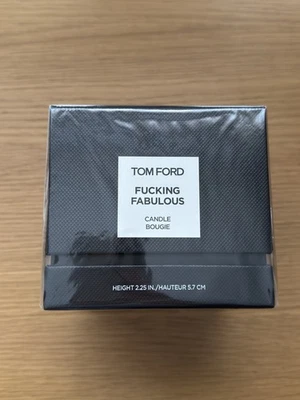 TOM FORD
FUCKING
FABULOUS
CANDLE
BOUGIE
HEIGHT 2.25 IN./HAUTEUR 5.7 CM